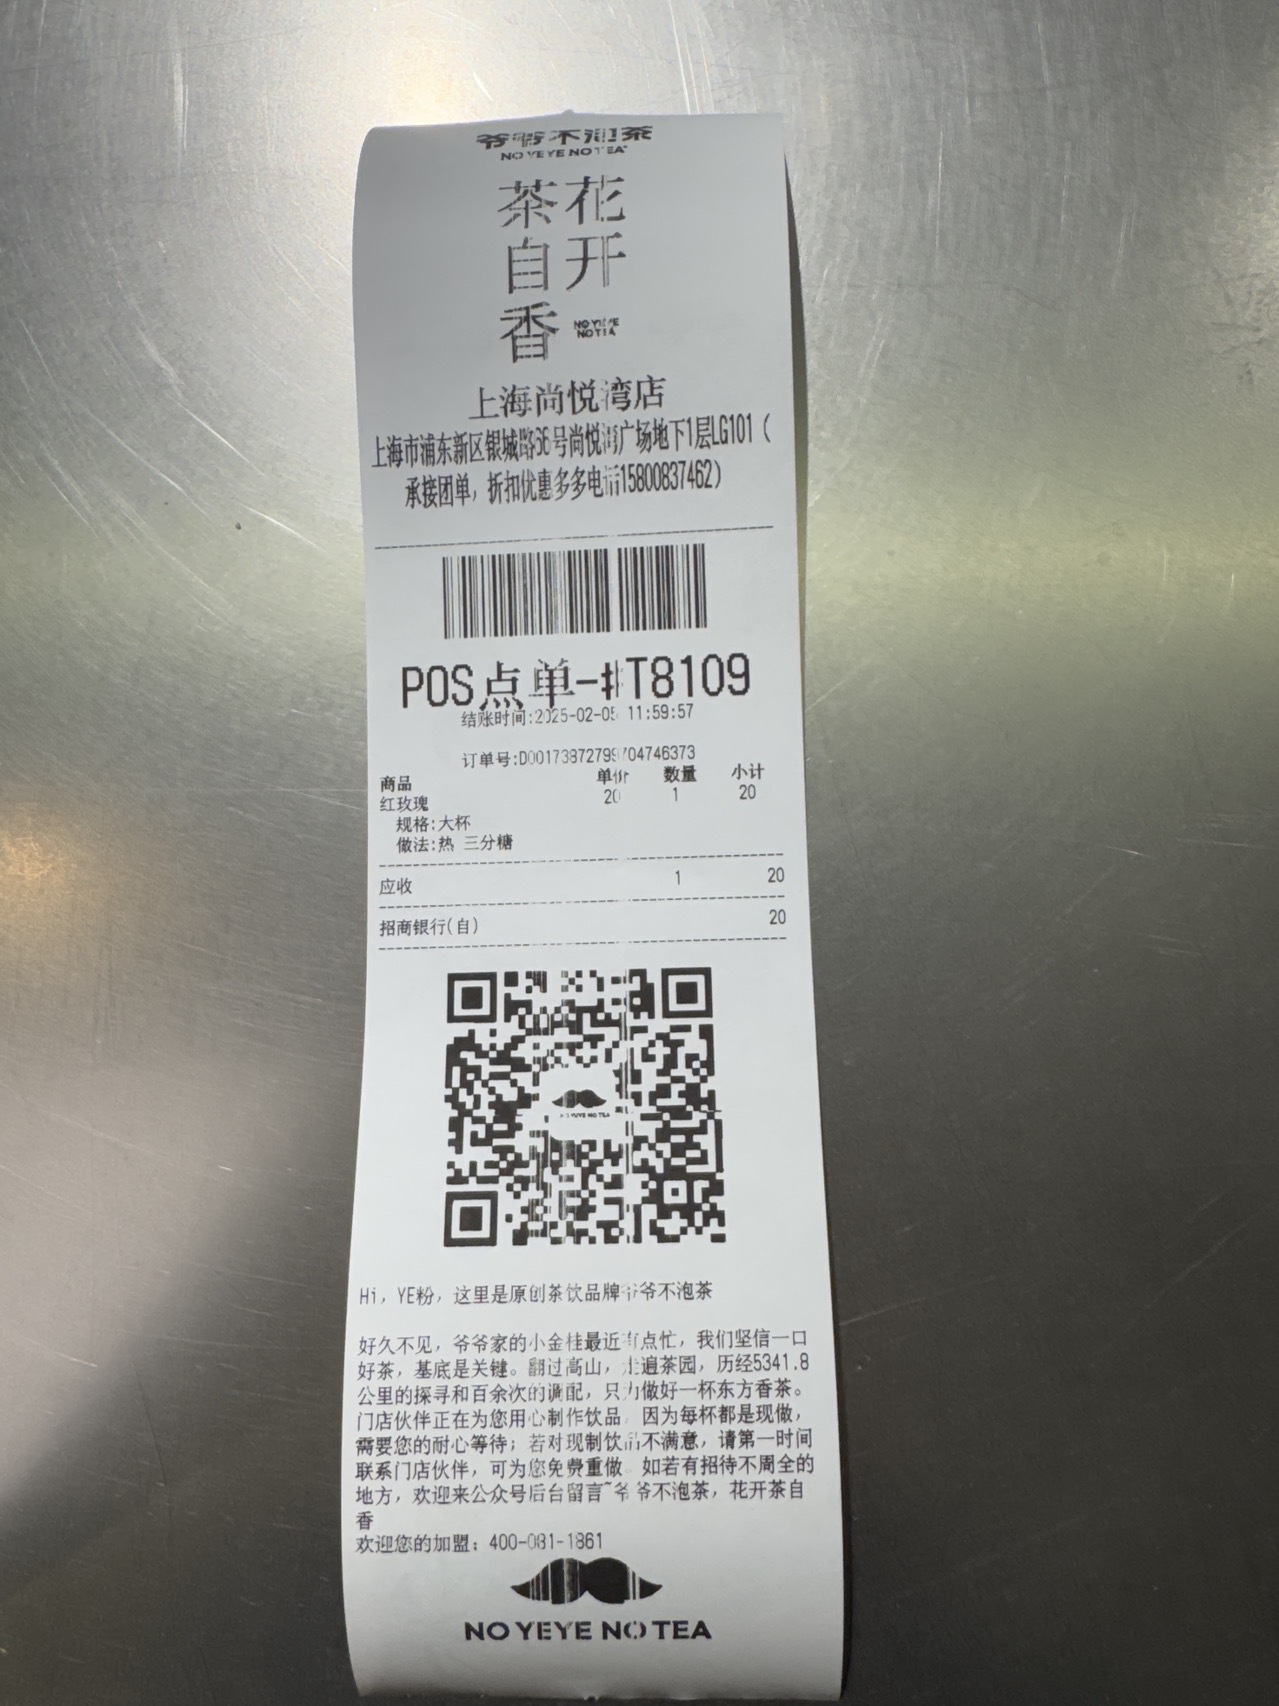 爷爷不泡茶
NO YEYE NO TEA
茶花
自开
香 NO YEYE
NO TEA
上海尚悦湾店
上海市浦东新区银城路66号尚悦湾广场地下1层LG101（
承接团单，折扣优惠多多电话15800837462）
POS点单-#T8109
结账时间:2025-02-05 11:59:57
订单号:D00173872799704746373
商品 单价 数量 小计
红玫瑰 20 1 20
规格:大杯
做法:热 三分糖
应收 1 20
招商银行(自) 20
NO YEYE NO TEA
Hi，YE粉，这里是原创茶饮品牌爷爷不泡茶
好久不见，爷爷家的小金桂最近有点忙，我们坚信一口
好茶，基底是关键。翻过高山，走遍茶园，历经5341.8
公里的探寻和百余次的调配，只为做好一杯东方香茶。
门店伙伴正在为您用心制作饮品，因为每杯都是现做，
需要您的耐心等待；若对现制饮品不满意，请第一时间
联系门店伙伴，可为您免费重做。如若有招待不周全的
地方，欢迎来公众号后台留言~爷爷不泡茶，花开茶自
香
欢迎您的加盟：400-081-1861
NO YEYE NO TEA